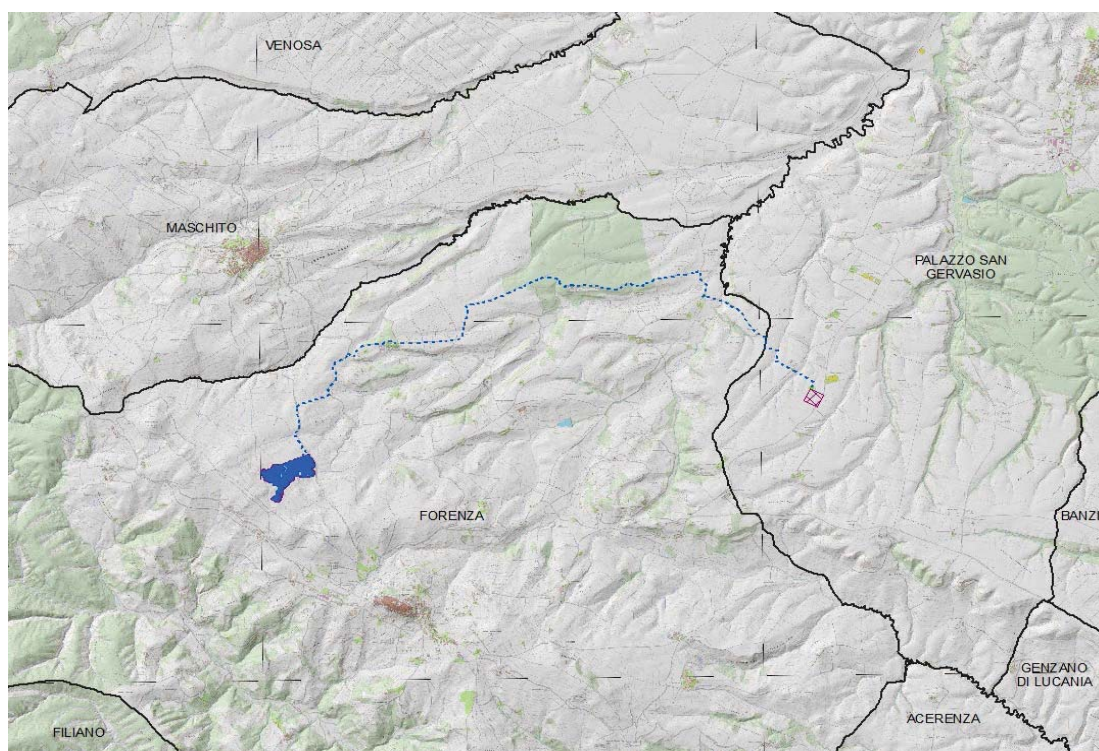 VENOSA
MASCHITO
PALAZZO SAN
GERVASIO
FORENZA
BANZI
GENZANO
DI LUCANIA
ACERENZA
FILIANO